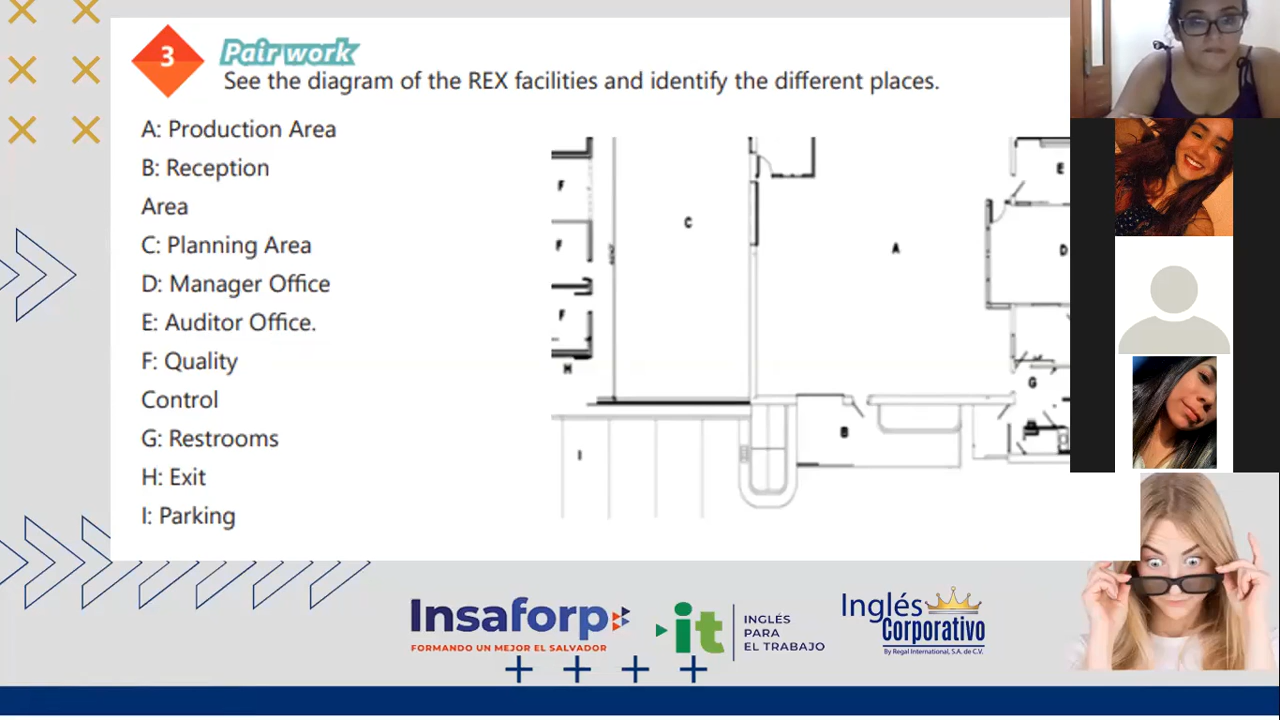 3
Pair work
See the diagram of the REX facilities and identify the different places.
A: Production Area
B: Reception
Area
C: Planning Area
D: Manager Office
E: Auditor Office.
F: Quality
Control
G: Restrooms
H: Exit
I: Parking
F
F
F
H
I
C
A
B
E
D
G
Insaforp
FORMANDO UN MEJOR EL SALVADOR
it
INGLÉS
PARA
EL TRABAJO
Inglés
Corporativo
By Regal International, S.A. de C.V.